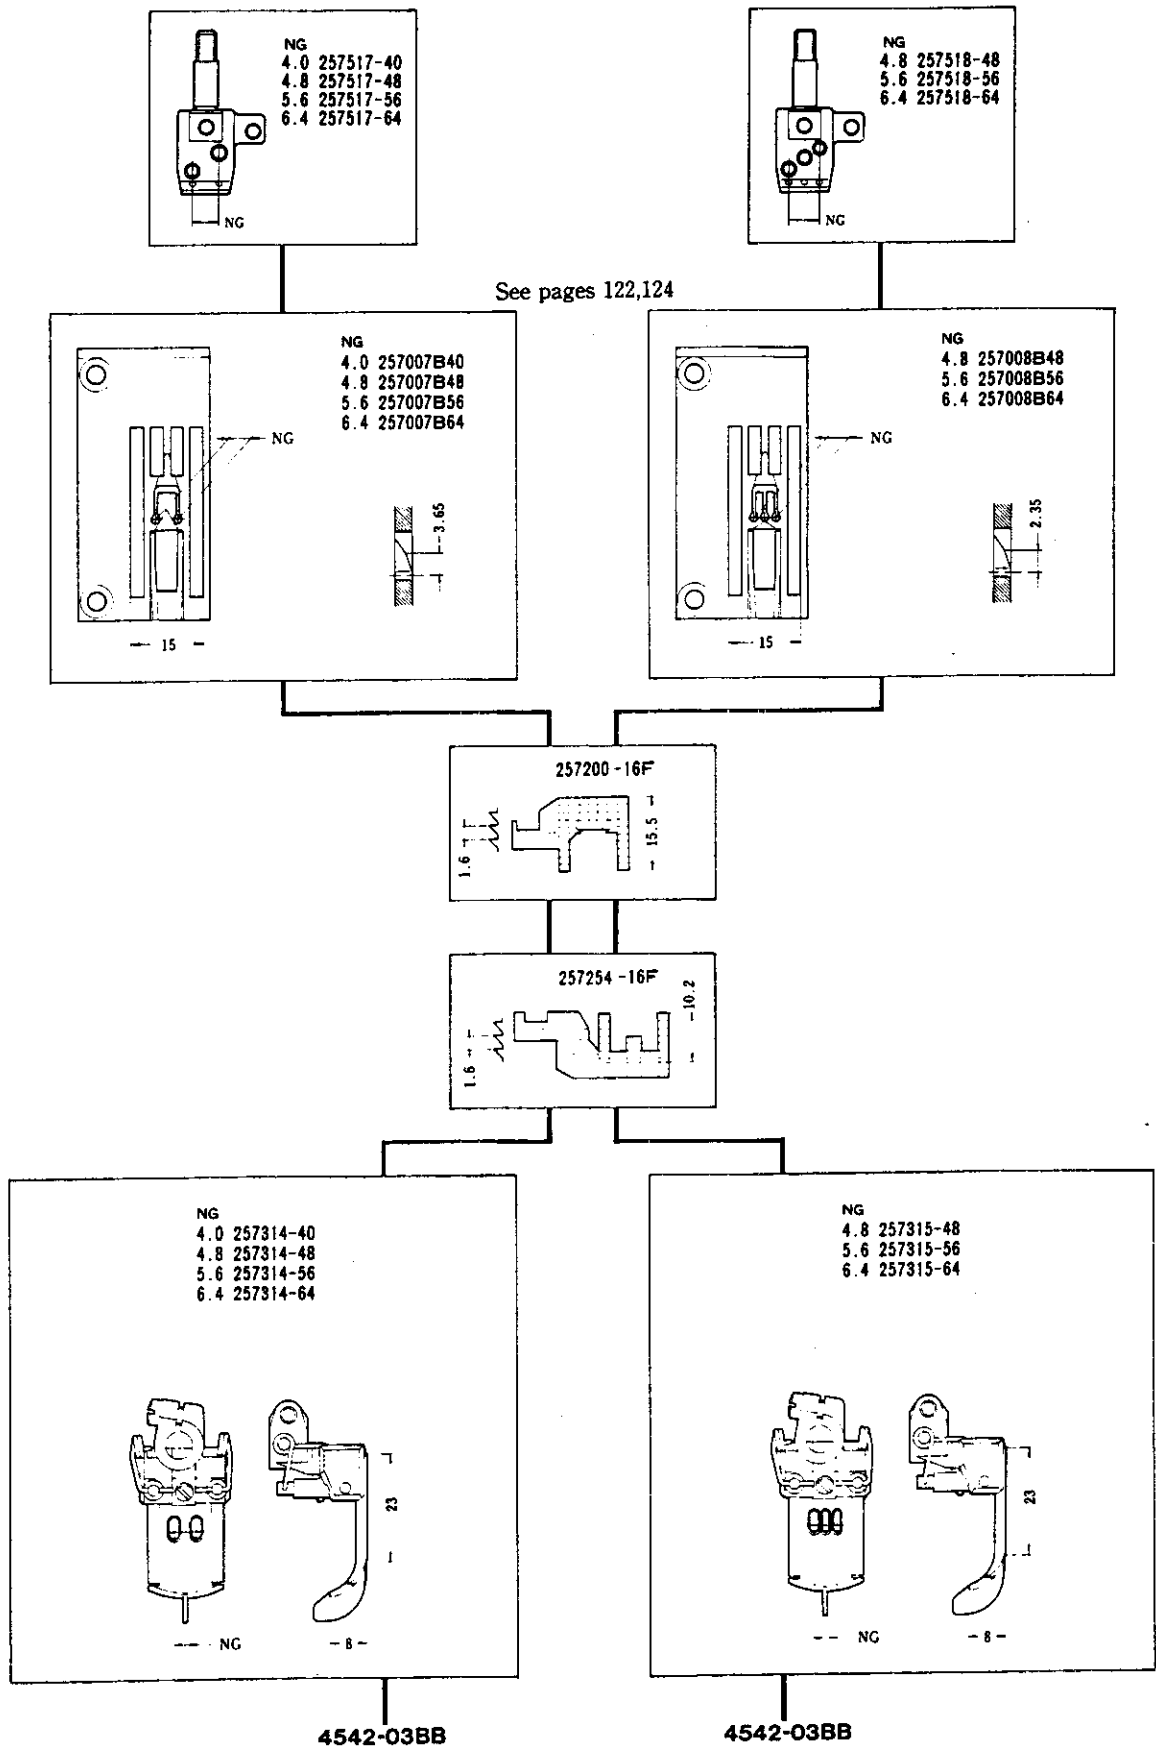 NG
4.0 257517-40
4.8 257517-48
5.6 257517-56
6.4 257517-64
NG
NG
4.8 257518-48
5.6 257518-56
6.4 257518-64
NG
See pages 122,124
NG
4.0 257007B40
4.8 257007B48
5.6 257007B56
6.4 257007B64
NG
3.65
15
NG
4.8 257008B48
5.6 257008B56
6.4 257008B64
NG
2.35
15
257200-16F
1.6
15.5
257254-16F
1.6
10.2
NG
4.0 257314-40
4.8 257314-48
5.6 257314-56
6.4 257314-64
23
NG
8
NG
4.8 257315-48
5.6 257315-56
6.4 257315-64
23
NG
8
4542-03BB
4542-03BB